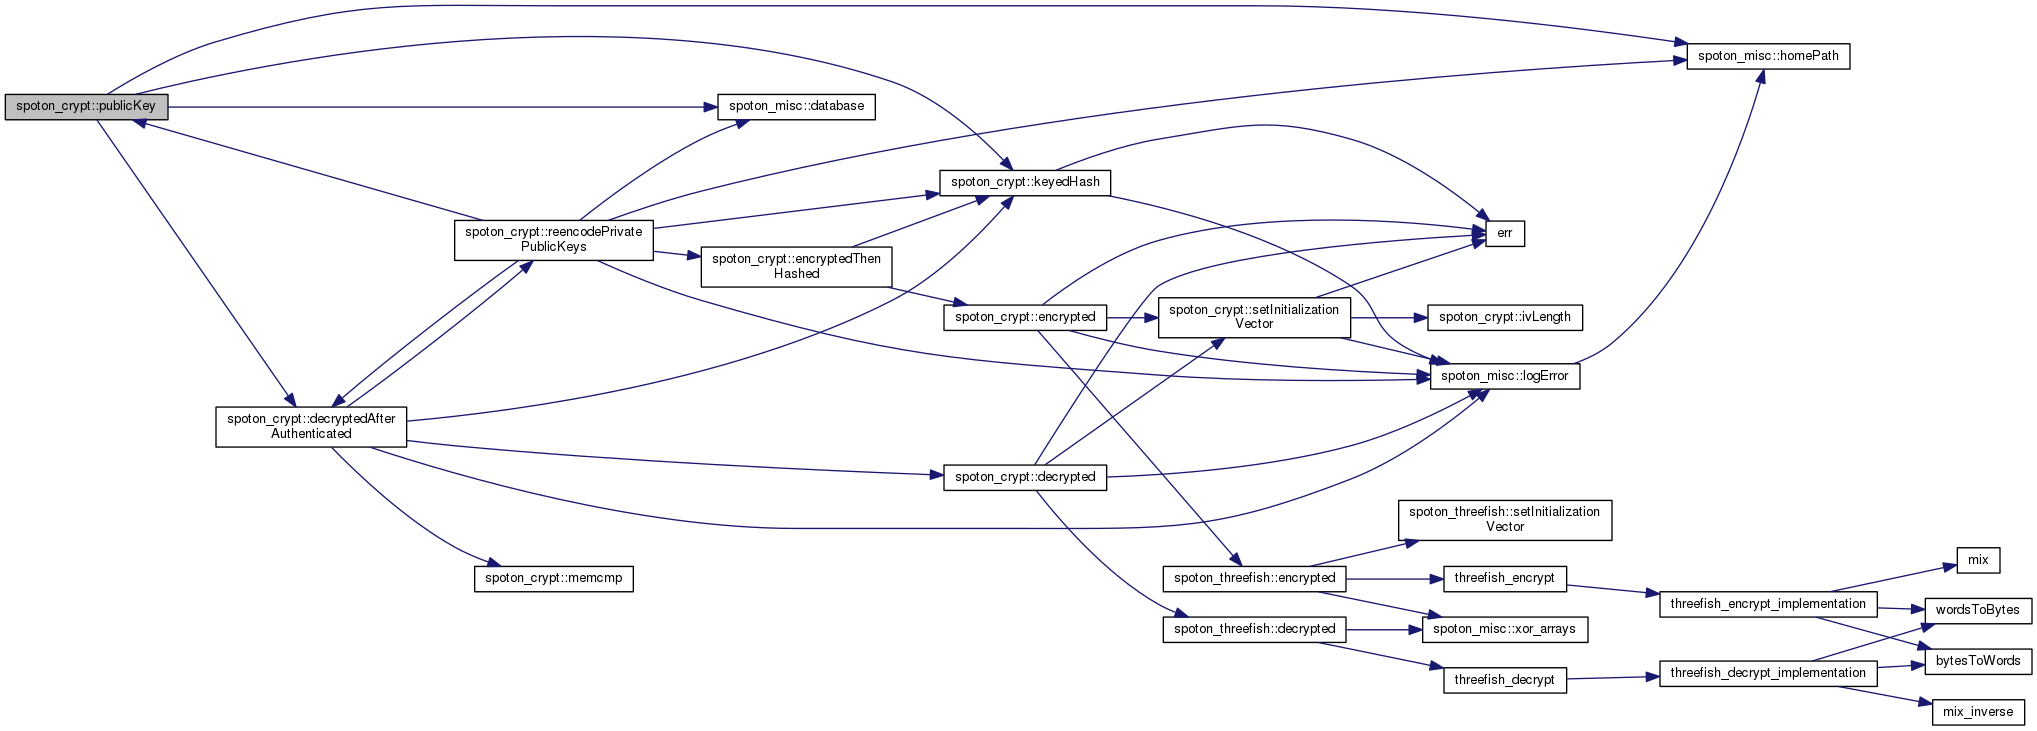 spoton_misc::homePath
spoton_crypt::publicKey
spoton_misc::database
spoton_crypt::keyedHash
spoton_crypt::reencodePrivate
PublicKeys
err
spoton_crypt::encryptedThen
Hashed
spoton_crypt::encrypted
spoton_crypt::setInitialization
Vector
spoton_crypt::ivLength
spoton_misc::logError
spoton_crypt::decryptedAfter
Authenticated
spoton_crypt::decrypted
spoton_threefish::setInitialization
Vector
spoton_crypt::memcmp
spoton_threefish::encrypted
threefish_encrypt
mix
threefish_encrypt_implementation
wordsToBytes
spoton_threefish::decrypted
spoton_misc::xor_arrays
bytesToWords
threefish_decrypt
threefish_decrypt_implementation
mix_inverse